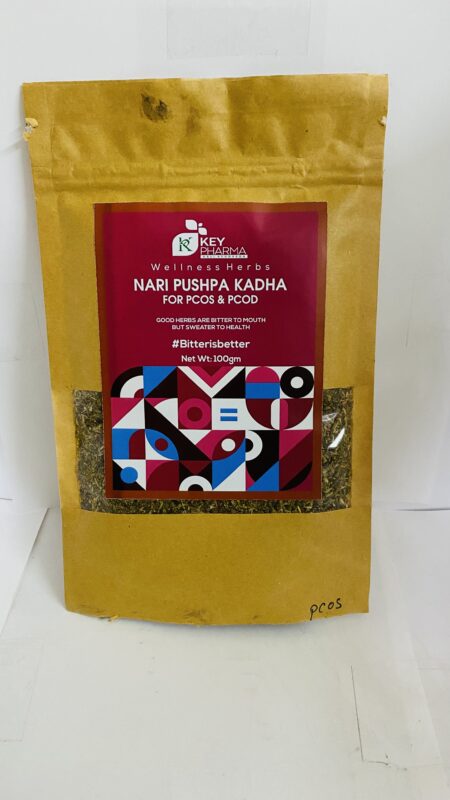 KEY
PHARMA
Wellness Herbs
NARI PUSHPA KADHA
FOR PCOS & PCOD
GOOD HERBS ARE BITTER TO MOUTH
BUT SWEATER TO HEALTH
#Bitterisbetter
Net Wt: 100gm
PCOS